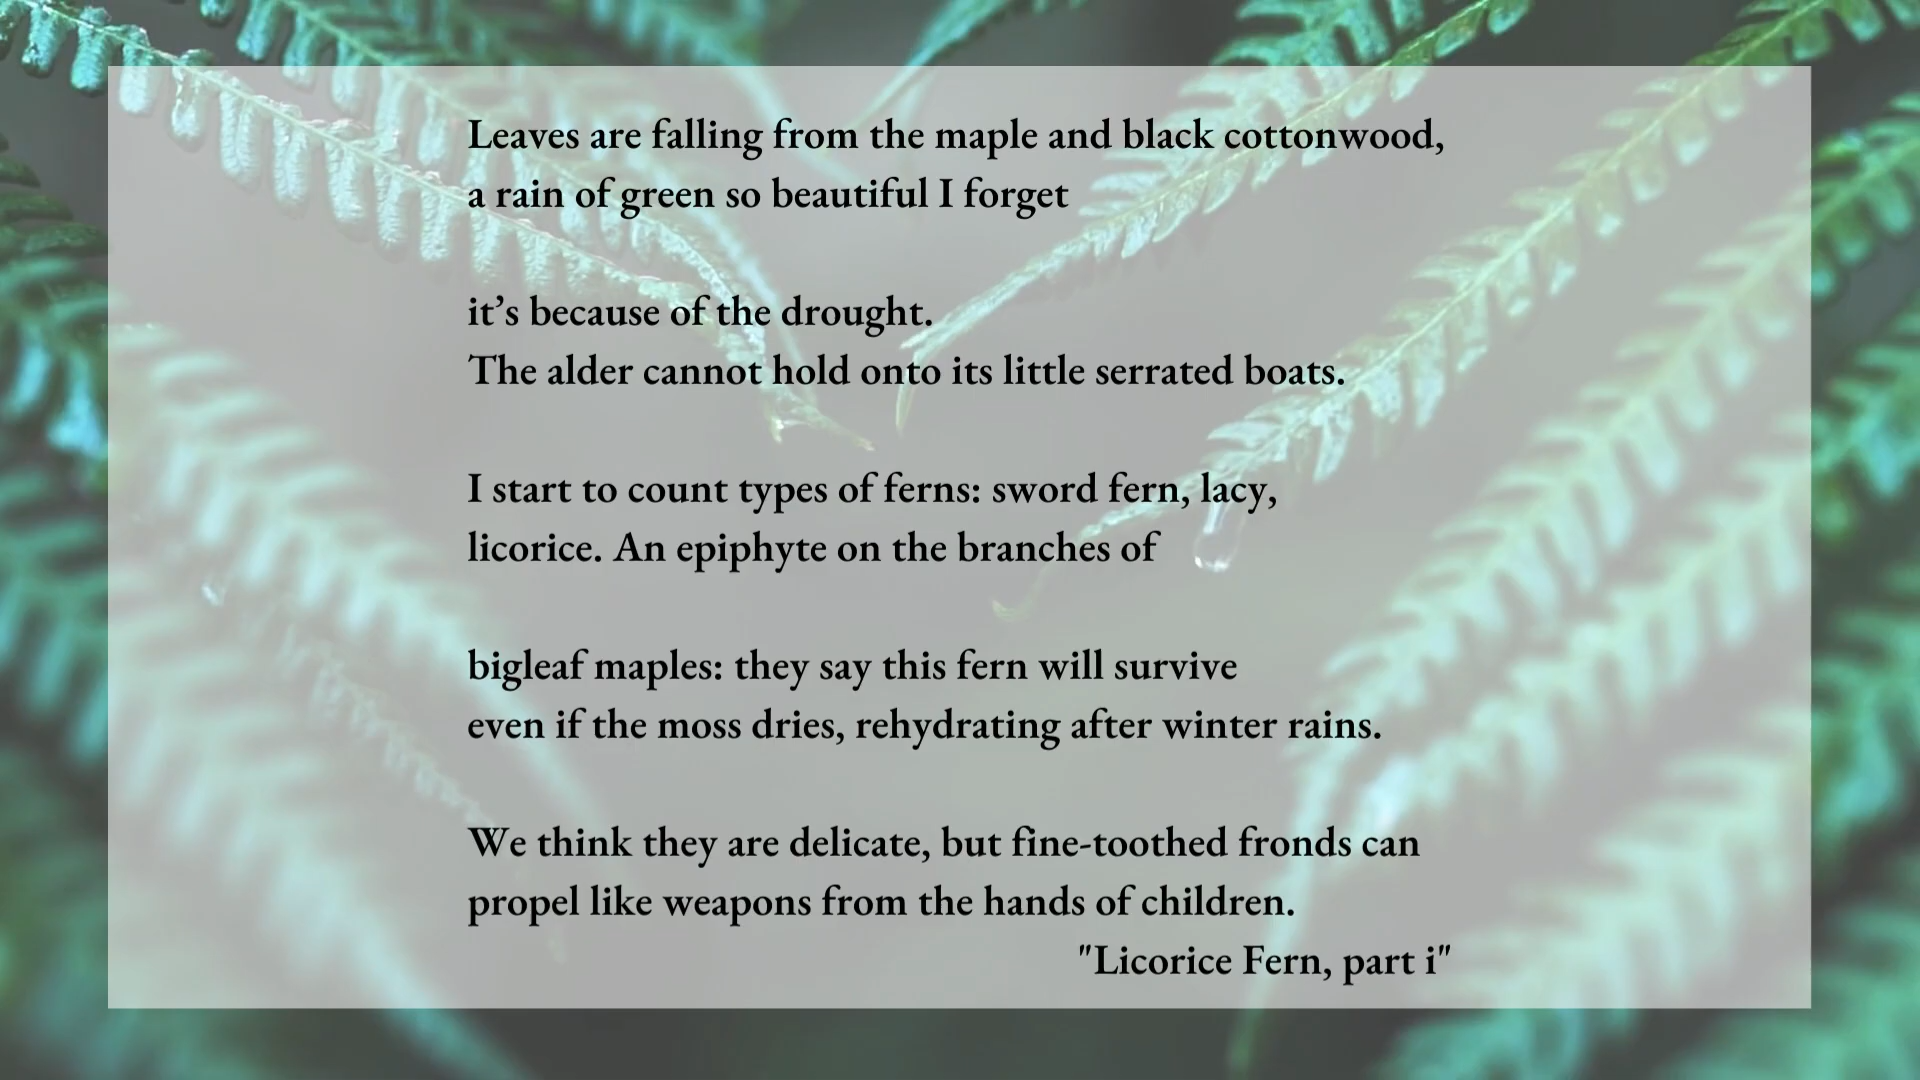 Leaves are falling from the maple and black cottonwood,
a rain of green so beautiful I forget
it’s because of the drought.
The alder cannot hold onto its little serrated boats.
I start to count types of ferns: sword fern, lacy,
licorice. An epiphyte on the branches of
bigleaf maples: they say this fern will survive
even if the moss dries, rehydrating after winter rains.
We think they are delicate, but fine-toothed fronds can
propel like weapons from the hands of children.
"Licorice Fern, part i"